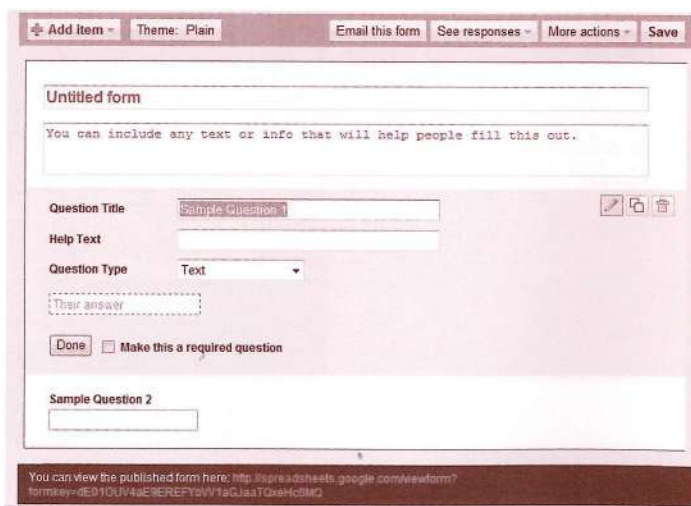 Add item Theme: Plain Email this form See responses More actions Save
Untitled form
You can include any text or info that will help people fill this out.
Question Title Sample Question 1
Help Text
Question Type Text
Their answer
Done Make this a required question
Sample Question 2
You can view the published form here: http://spreadsheets.google.com/viewform?